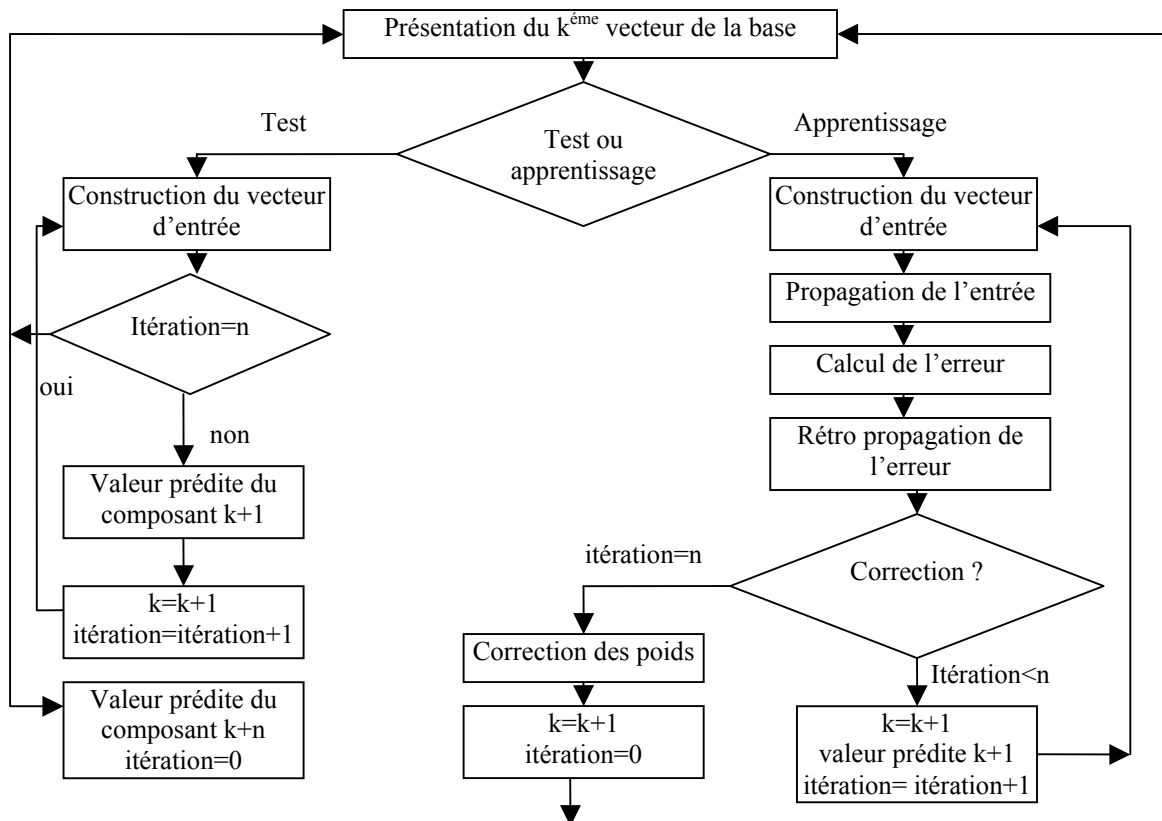 Présentation du k éme vecteur de la base
Test
Apprentissage
Test ou
apprentissage
Construction du vecteur
d’entrée
Construction du vecteur
d’entrée
Itération=n
Propagation de l’entrée
Calcul de l’erreur
oui
non
Rétro propagation de
l’erreur
Valeur prédite du
composant k+1
itération=n
Correction ?
k=k+1
itération=itération+1
Correction des poids
Itération<n
Valeur prédite du
composant k+n
itération=0
k=k+1
itération=0
k=k+1
valeur prédite k+1
itération= itération+1